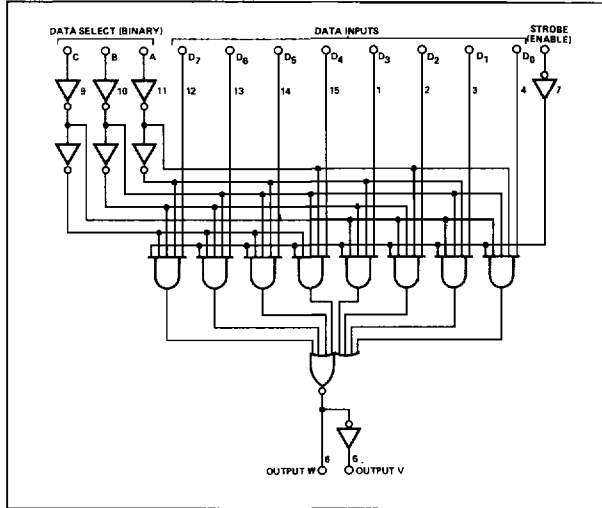 DATA SELECT (BINARY) DATA INPUTS STROBE (ENABLE)
C B A D7 D6 D5 D4 D3 D2 D1 D0
9 10 11 12 13 14 15 1 2 3 4 7
6 5
OUTPUT W OUTPUT Y